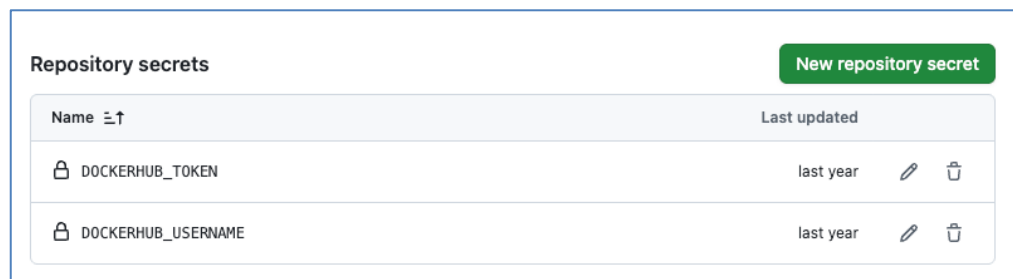 Repository secrets New repository secret
Name Last updated
DOCKERHUB_TOKEN last year
DOCKERHUB_USERNAME last year